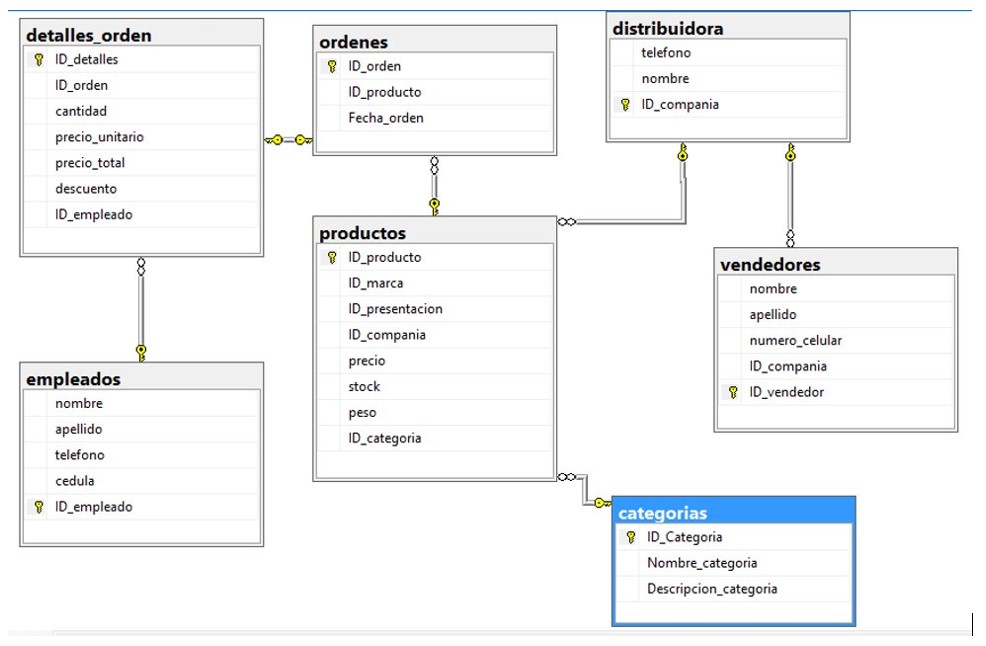 detalles_orden
ID_detalles
ID_orden
cantidad
precio_unitario
precio_total
descuento
ID_empleado
ordenes
ID_orden
ID_producto
Fecha_orden
distribuidora
telefono
nombre
ID_compania
productos
ID_producto
ID_marca
ID_presentacion
ID_compania
precio
stock
peso
ID_categoria
vendedores
nombre
apellido
numero_celular
ID_compania
ID_vendedor
empleados
nombre
apellido
telefono
cedula
ID_empleado
categorias
ID_Categoria
Nombre_categoria
Descripcion_categoria